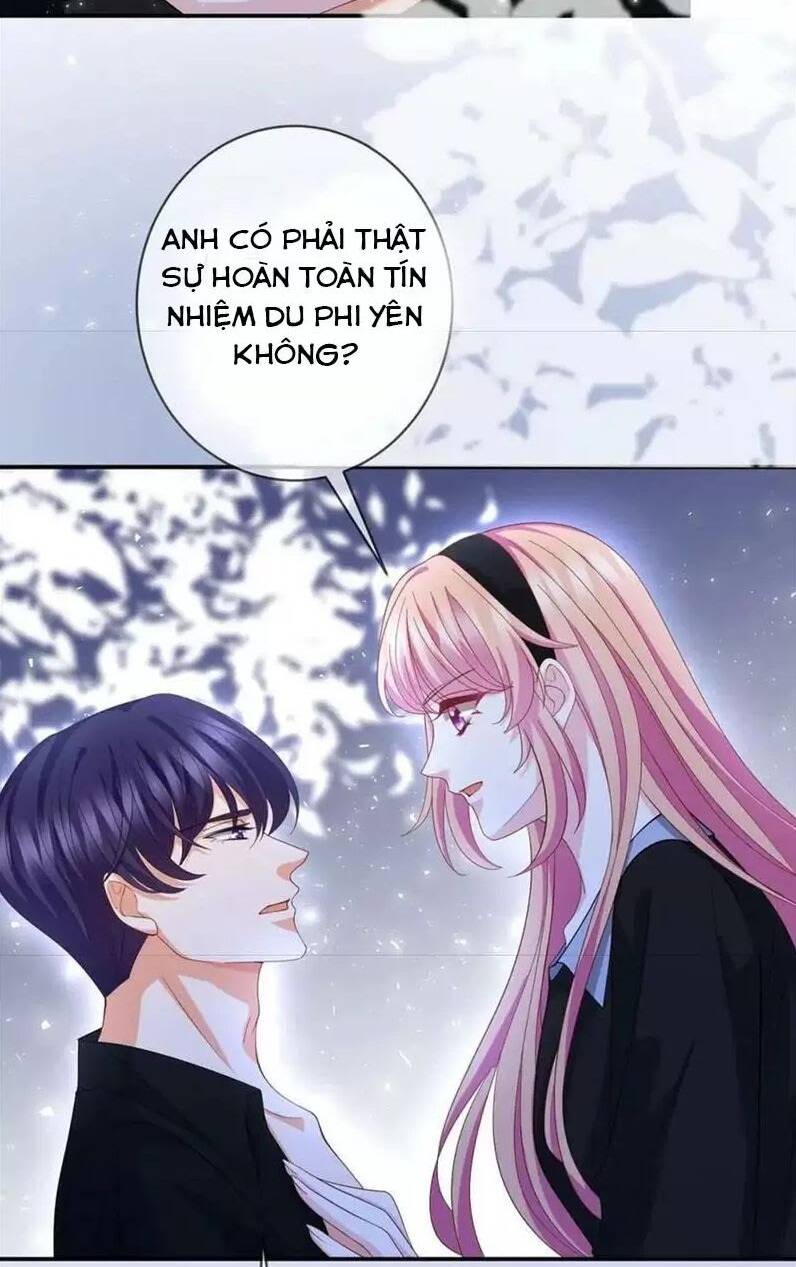 ANH CÓ PHẢI THẬT
SỰ HOÀN TOÀN TÍN
NHIỆM DU PHI YÊN
KHÔNG?